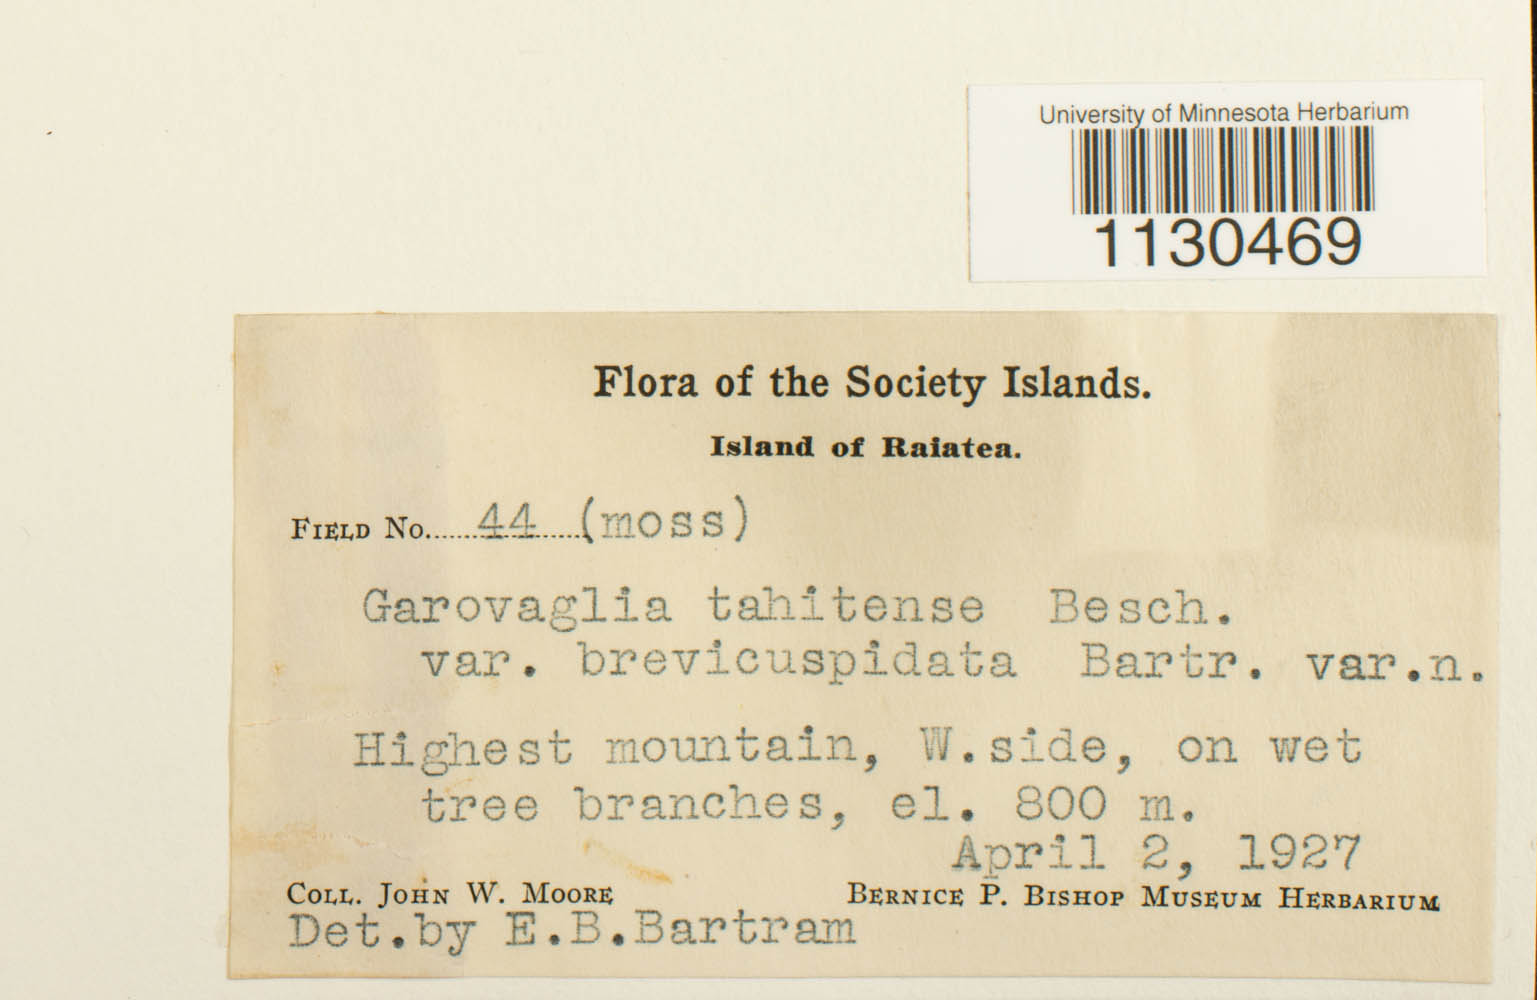 University of Minnesota Herbarium
1130469
Flora of the Society Islands.
Island of Raiatea.
Field No. 44 (moss)
Garovaglia tahitense Besch.
var. brevicuspidata Bartr. var.n.
Highest mountain, W.side, on wet
tree branches, el. 800 m.
April 2, 1927
Coll. John W. Moore Bernice P. Bishop Museum Herbarium
Det.by E.B.Bartram